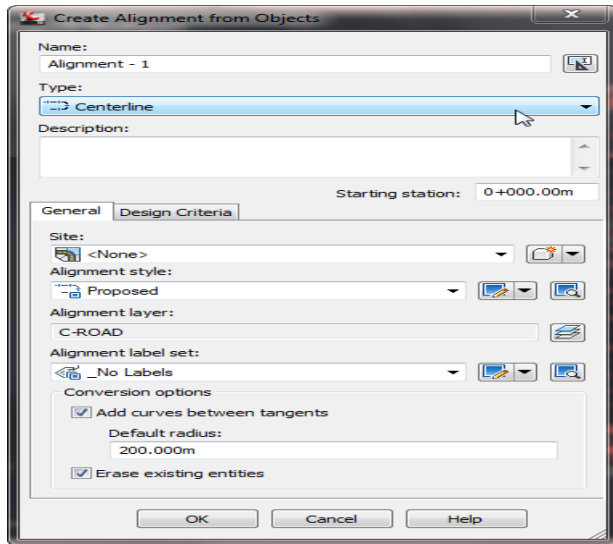 Create Alignment from Objects
Name:
Alignment - 1
Type:
Centerline
Description:
Starting station: 0+000.00m
General Design Criteria
Site:
<None>
Alignment style:
Proposed
Alignment layer:
C-ROAD
Alignment label set:
_No Labels
Conversion options
Add curves between tangents
Default radius:
200.000m
Erase existing entities
OK Cancel Help